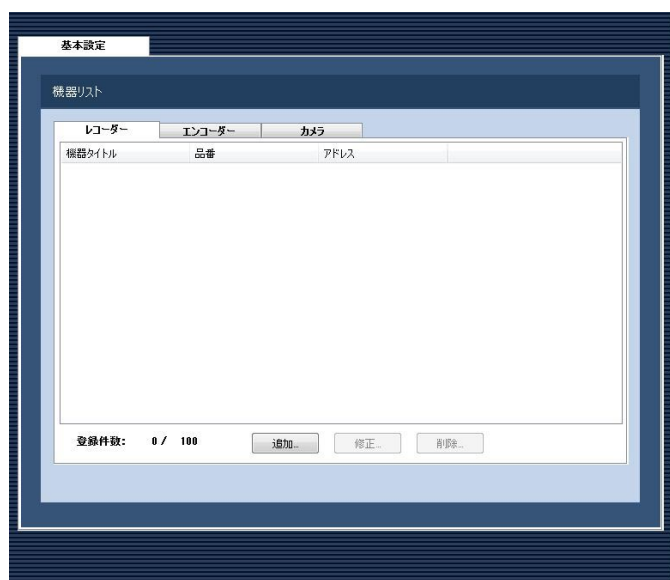 基本設定
機器リスト
レコーダー エンコーダー カメラ
機器タイトル 品番 アドレス
登録件数: 0 / 100 追加... 修正... 削除...